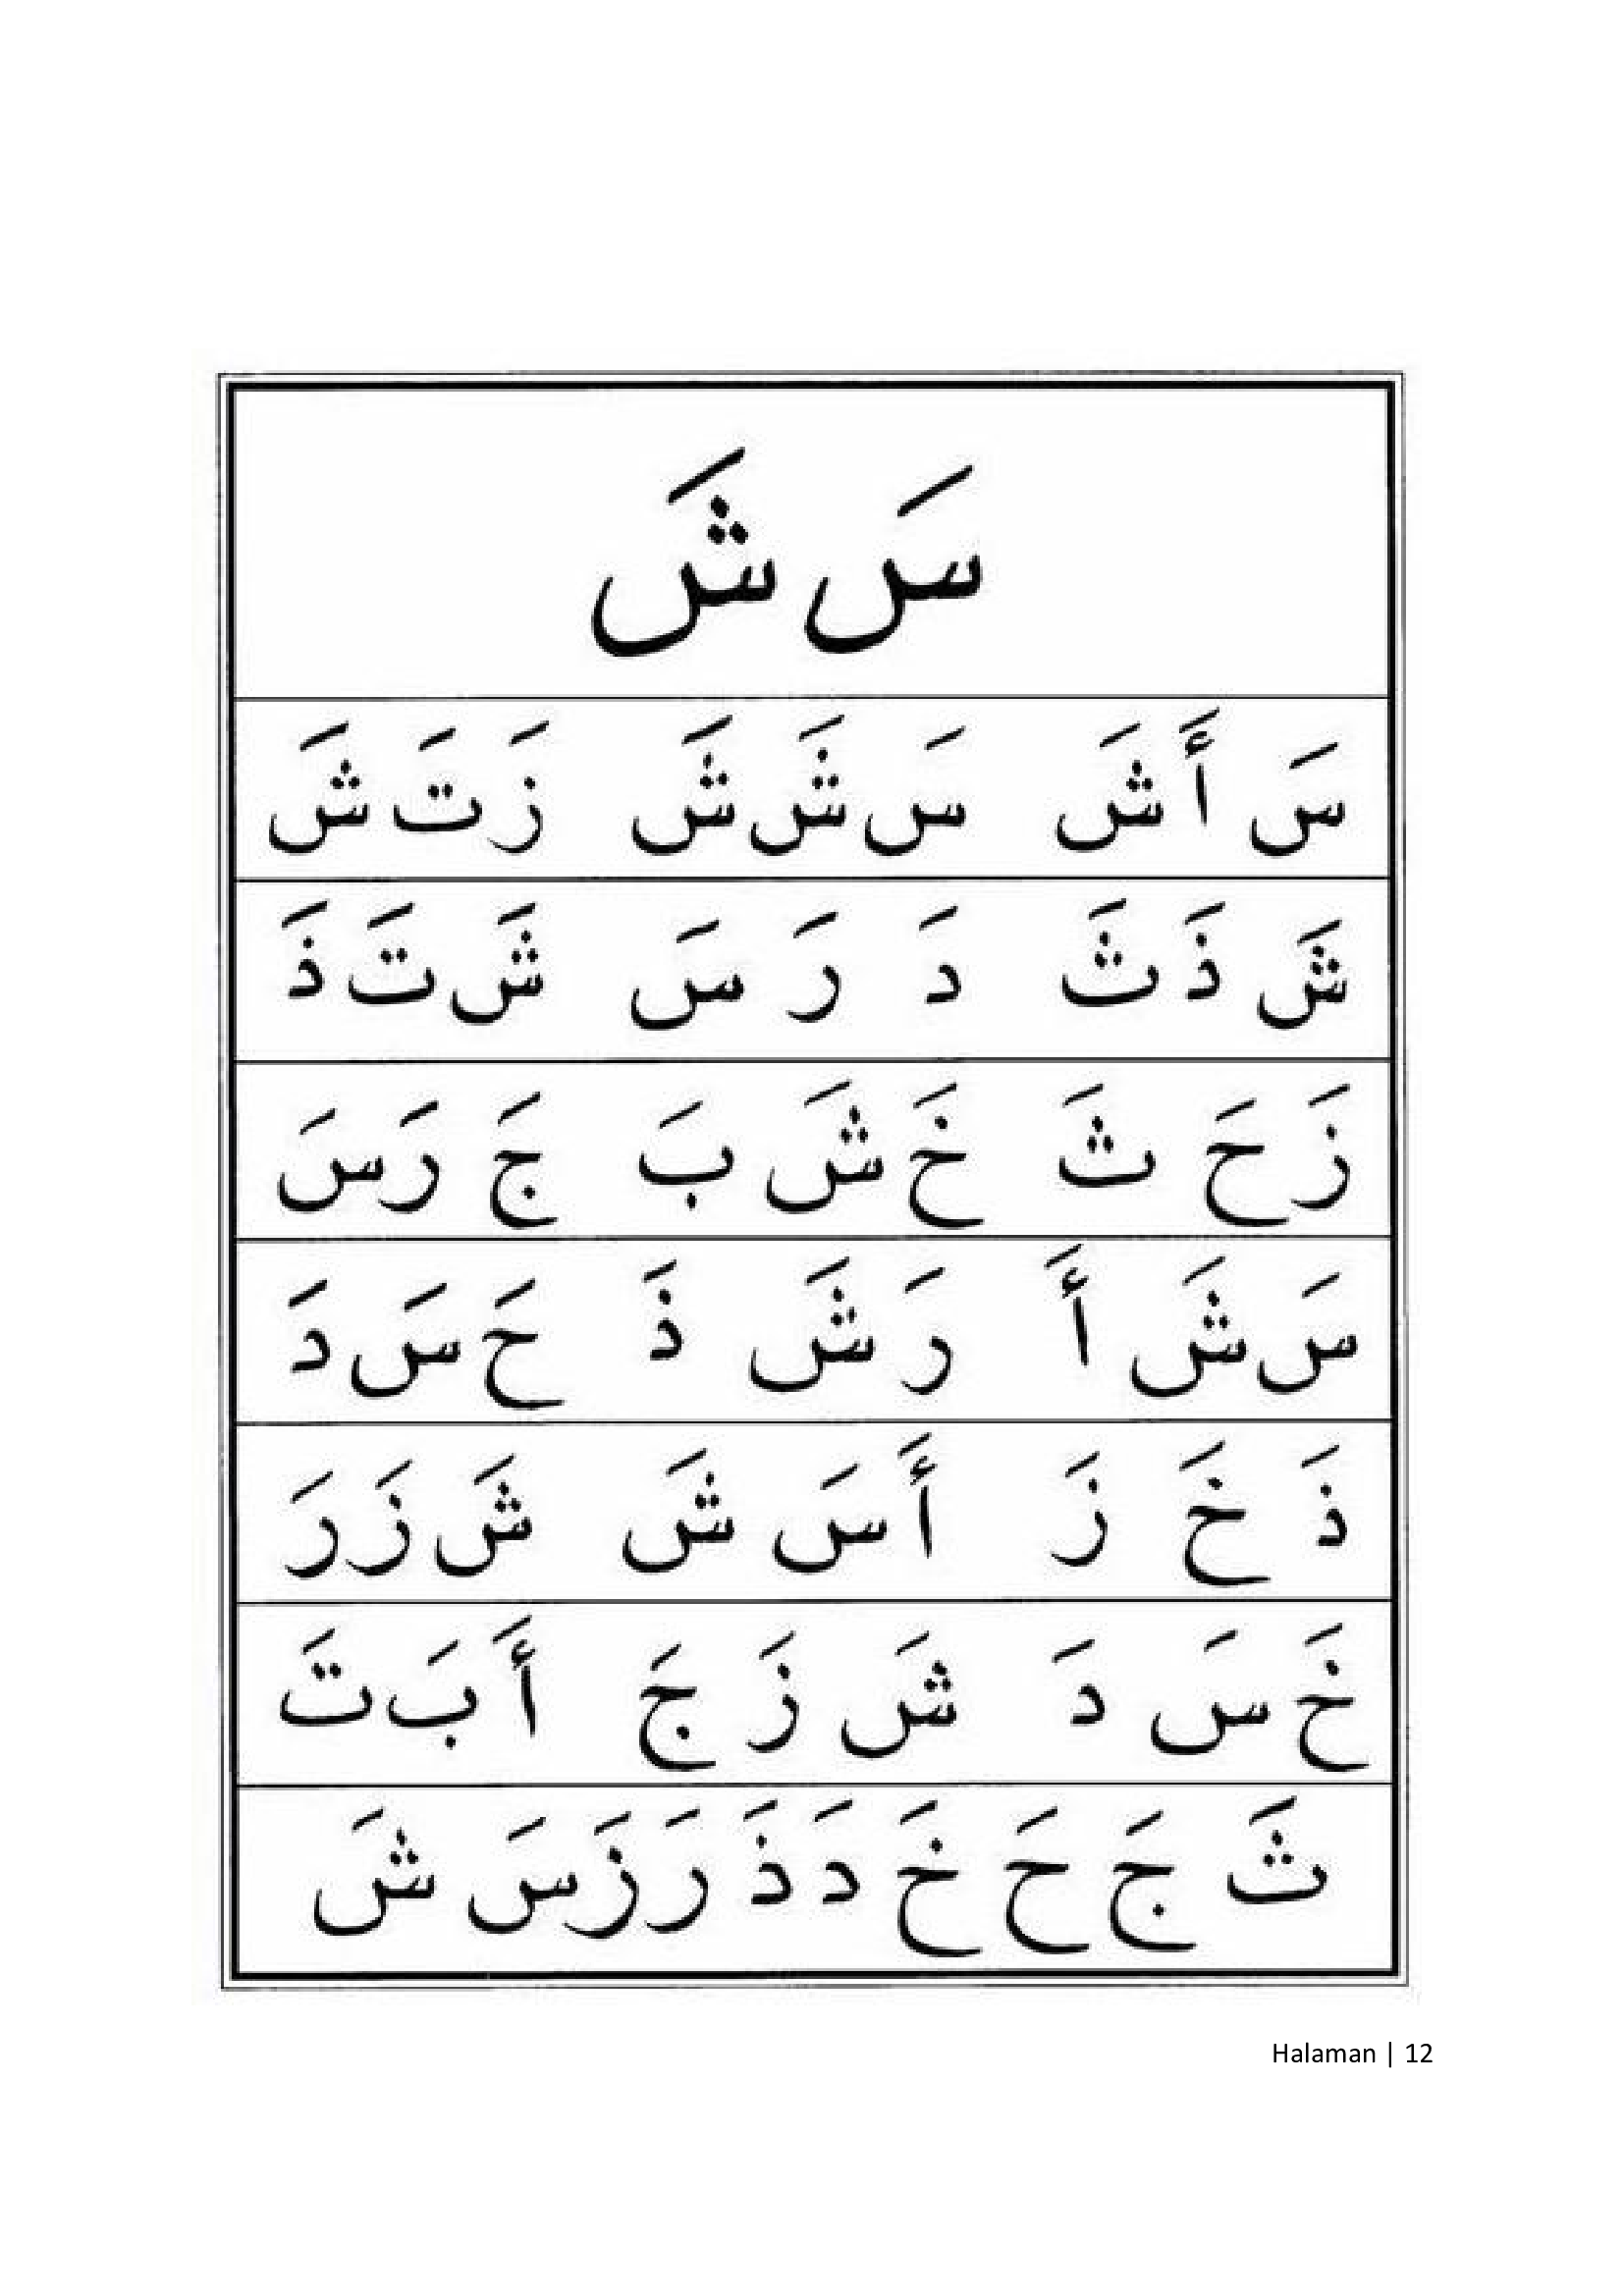 سَ شَ
سَ أَ شَ سَ شَ شَ زَ تَ شَ
شَ ذَ ثَ دَ رَ سَ شَ تَ ذَ
زَ حَ ثَ خَ شَ بَ جَ رَ سَ
سَ شَ أَ رَ شَ ذَ حَ سَ دَ
ذَ خَ زَ أَ سَ شَ شَ زَ رَ
خَ سَ دَ شَ زَ جَ أَ بَ تَ
ثَ جَ حَ خَ دَ ذَ رَ زَ سَ شَ
Halaman | 12